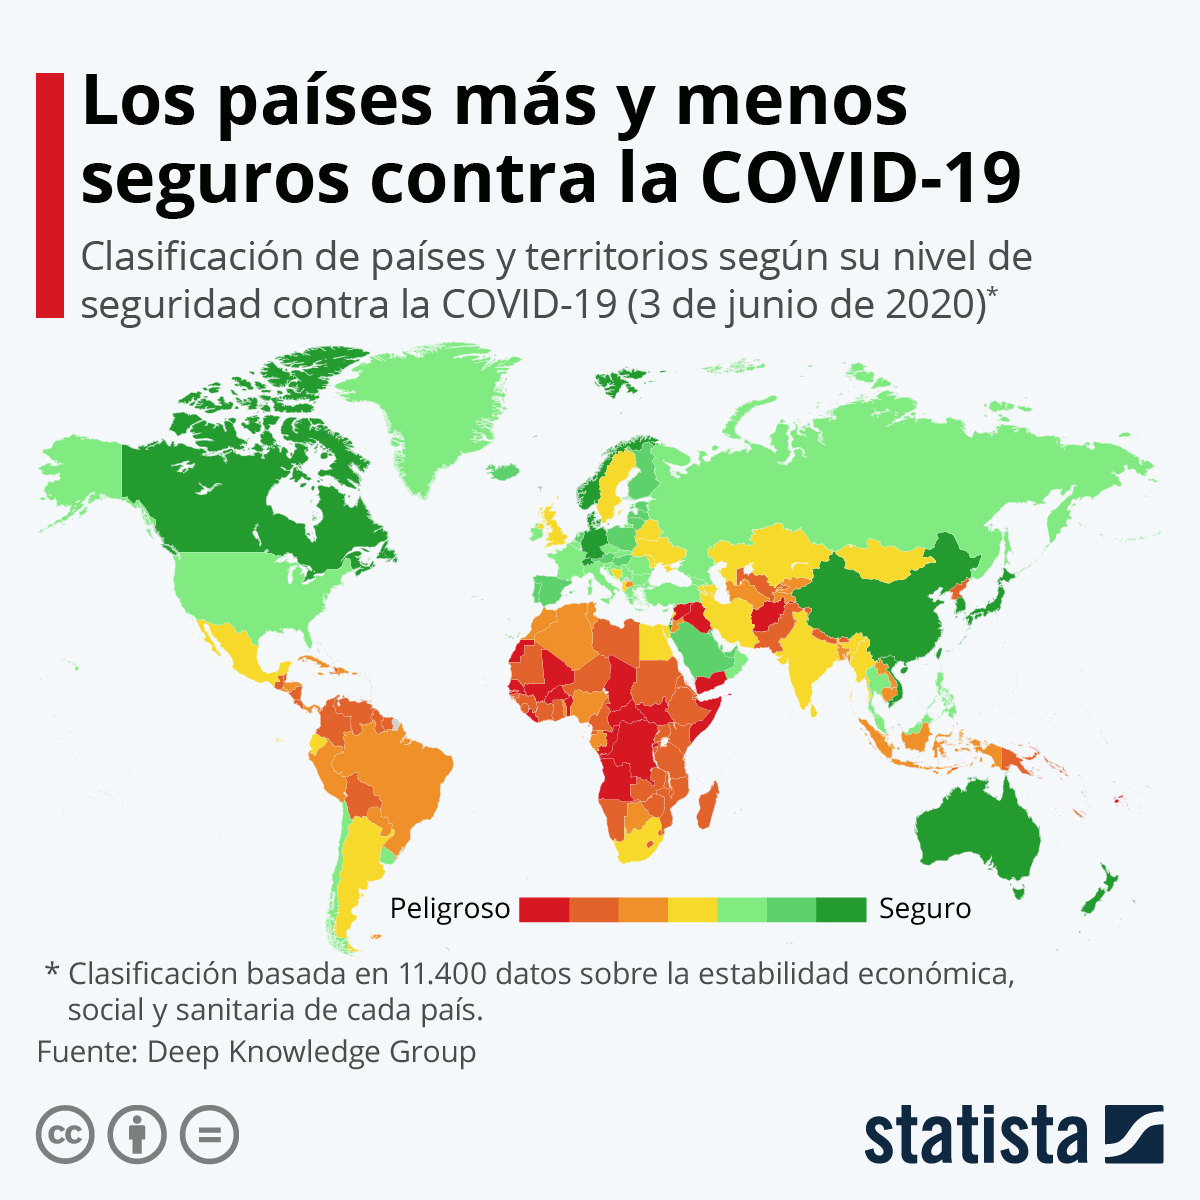 Los países más y menos
seguros contra la COVID-19
Clasificación de países y territorios según su nivel de
seguridad contra la COVID-19 (3 de junio de 2020)*
Peligroso
Seguro
* Clasificación basada en 11.400 datos sobre la estabilidad económica,
social y sanitaria de cada país.
Fuente: Deep Knowledge Group
cc
statista